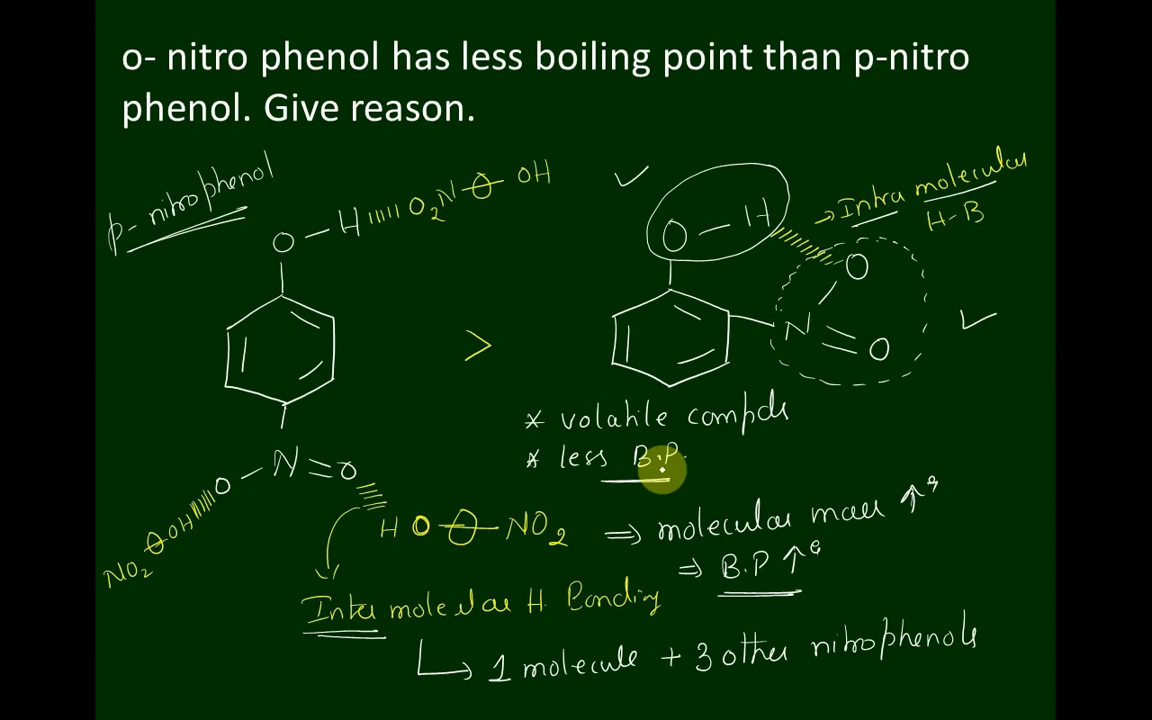 o- nitro phenol has less boiling point than p-nitro
phenol. Give reason.
p- nitrophenol
O - H ||||| O2N OH
O - H
Intra molecular
H-B
O
N
O
>
* volatile compds
* less B.P.
O - N = O
H O NO2
NO2 OH
⇒ molecular mass ↑s
⇒ B.P ↑s
Inter molecular H. Bonding
1 molecule + 3 other nitrophenols